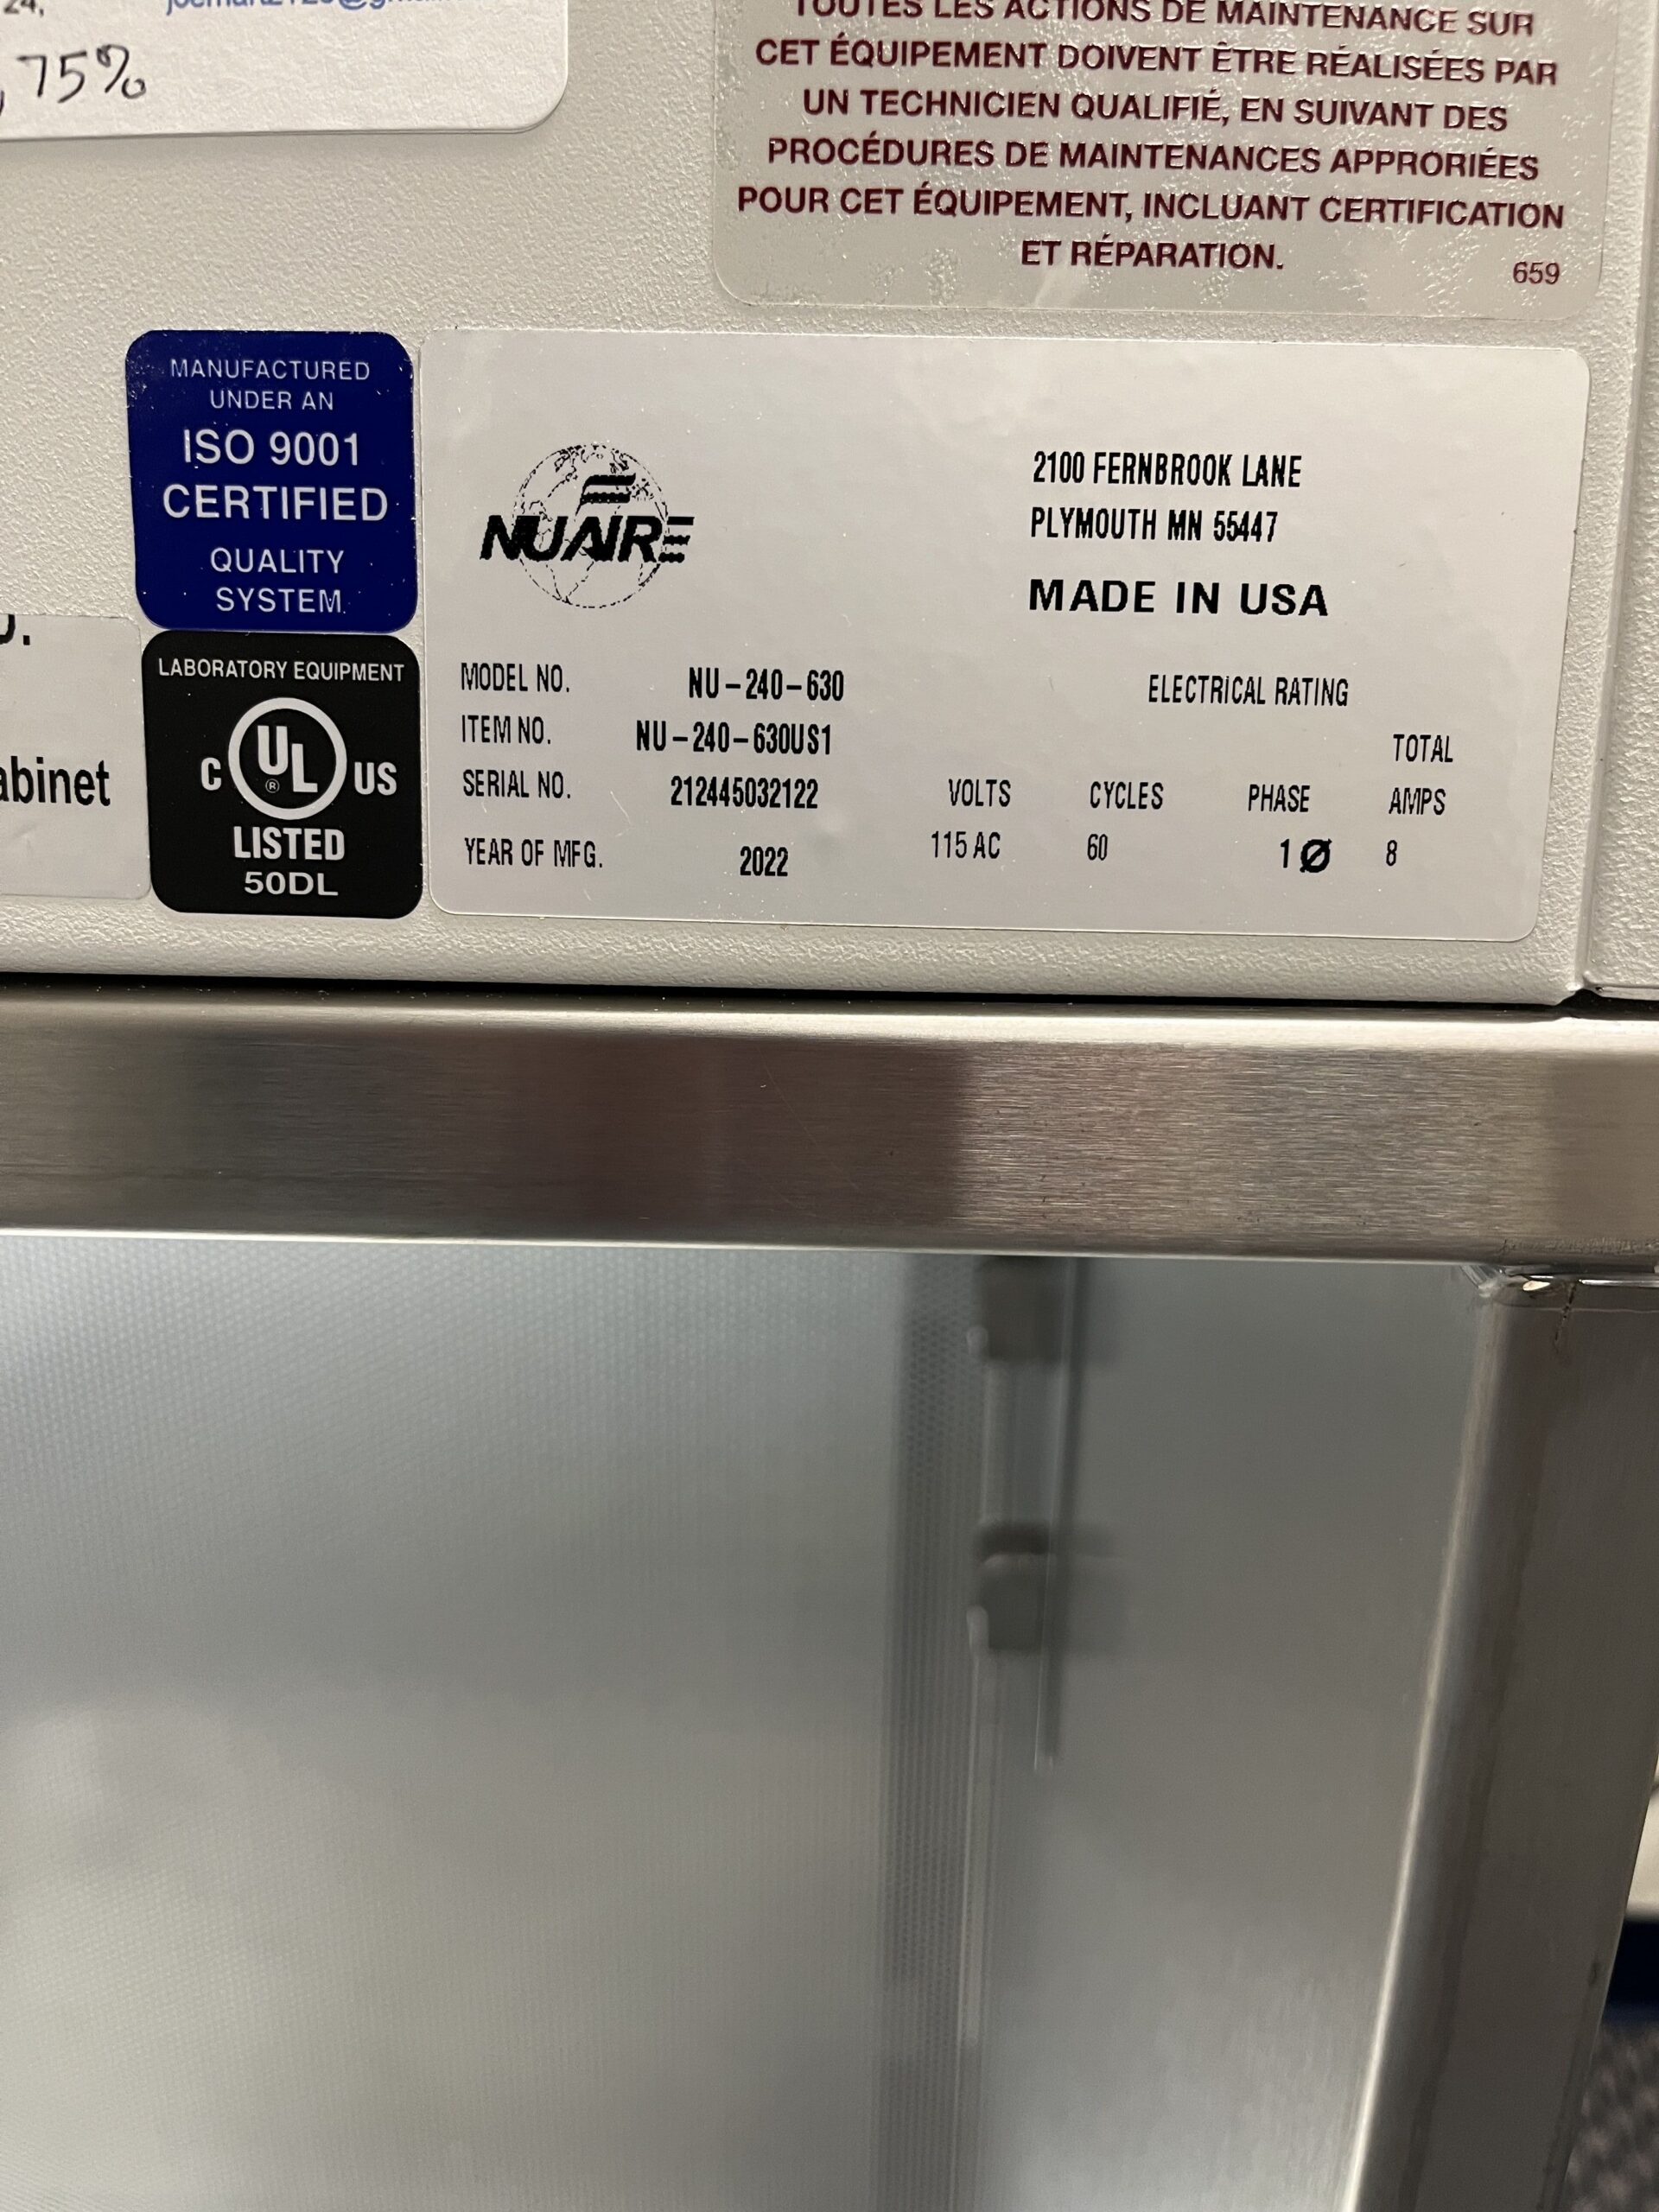 24,
, 75%
TOUTES LES ACTIONS DE MAINTENANCE SUR
CET ÉQUIPEMENT DOIVENT ÊTRE RÉALISÉES PAR
UN TECHNICIEN QUALIFIÉ, EN SUIVANT DES
PROCÉDURES DE MAINTENANCES APPRORIÉES
POUR CET ÉQUIPEMENT, INCLUANT CERTIFICATION
ET RÉPARATION.
659
MANUFACTURED
UNDER AN
ISO 9001
CERTIFIED
QUALITY
SYSTEM
abinet
LABORATORY EQUIPMENT
C UL ® US
LISTED
50DL
NUAIRE
2100 FERNBROOK LANE
PLYMOUTH MN 55447
MADE IN USA
MODEL NO. NU-240-630
ITEM NO. NU-240-630US1
SERIAL NO. 212445032122
YEAR OF MFG. 2022
ELECTRICAL RATING
VOLTS CYCLES PHASE TOTAL AMPS
115 AC 60 1Ø 8